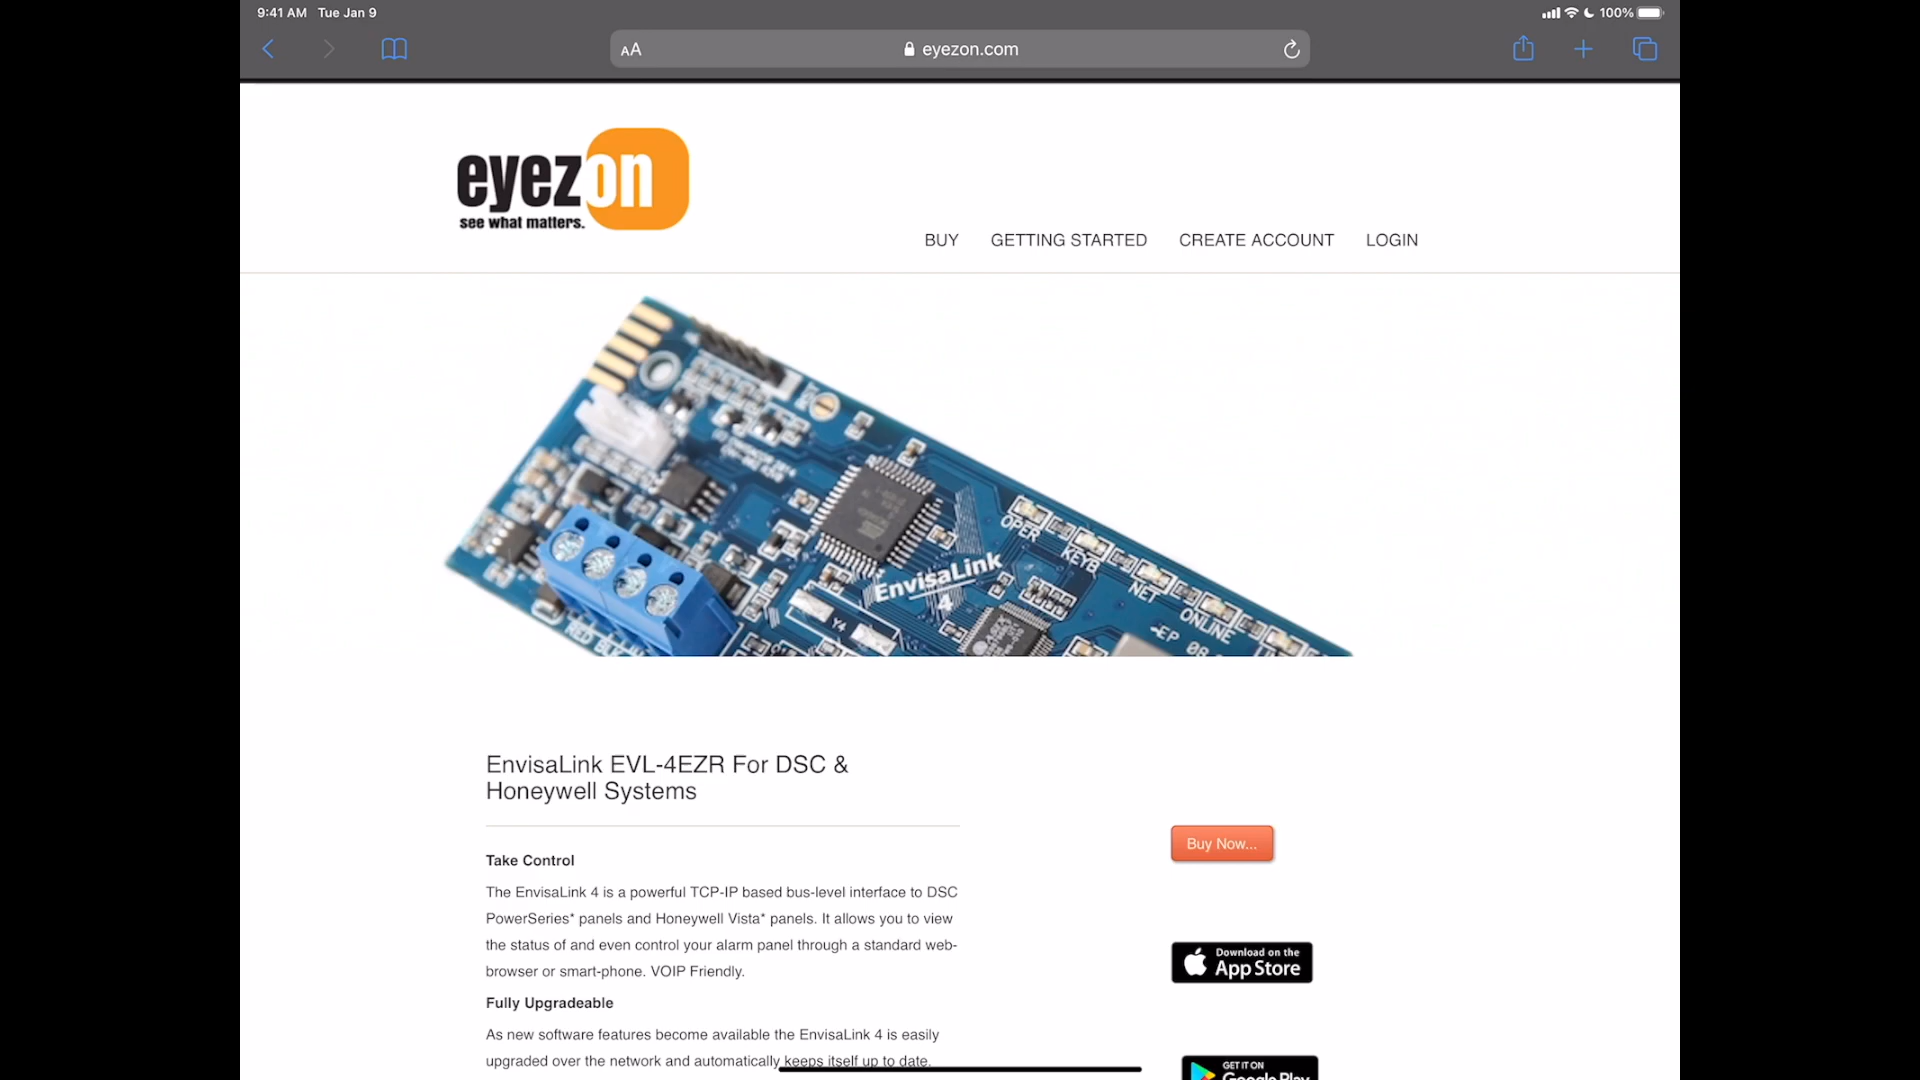 9:41 AM Tue Jan 9
100%
AA
eyezon.com
eyezon
see what matters.
BUY GETTING STARTED CREATE ACCOUNT LOGIN
OPER
KEYB
EnvisaLink
4
NET
ONLINE
Y4
RED
EnvisaLink EVL-4EZR For DSC &
Honeywell Systems
Take Control
Buy Now...
The EnvisaLink 4 is a powerful TCP-IP based bus-level interface to DSC
PowerSeries* panels and Honeywell Vista* panels. It allows you to view
the status of and even control your alarm panel through a standard web-
browser or smart-phone. VOIP Friendly.
Download on the
App Store
Fully Upgradeable
As new software features become available the EnvisaLink 4 is easily
upgraded over the network and automatically keeps itself up to date.
GET IT ON
Google Play